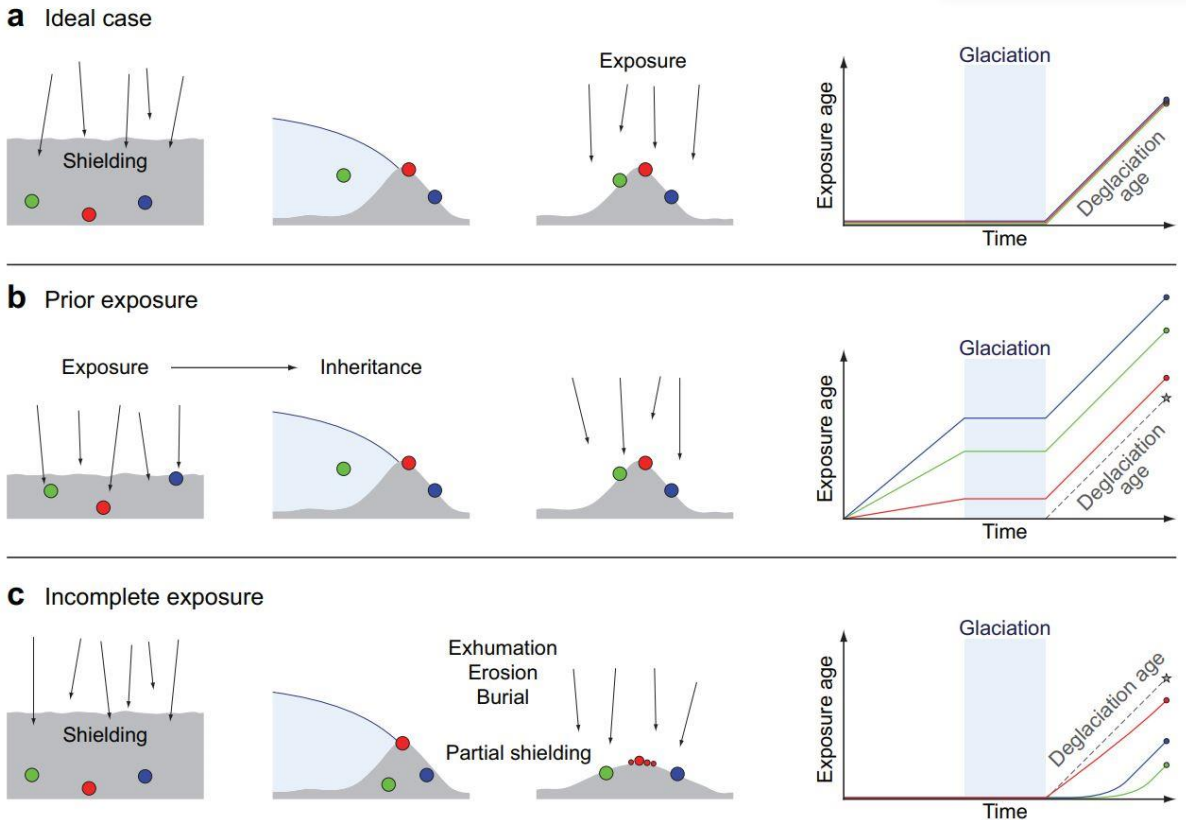 a Ideal case
Shielding
Exposure
Glaciation
Exposure age
Deglaciation
age
Time
b Prior exposure
Exposure
Inheritance
Glaciation
Exposure age
Deglaciation
age
Time
c Incomplete exposure
Shielding
Exhumation
Erosion
Burial
Partial shielding
Glaciation
Exposure age
Deglaciation age
Time